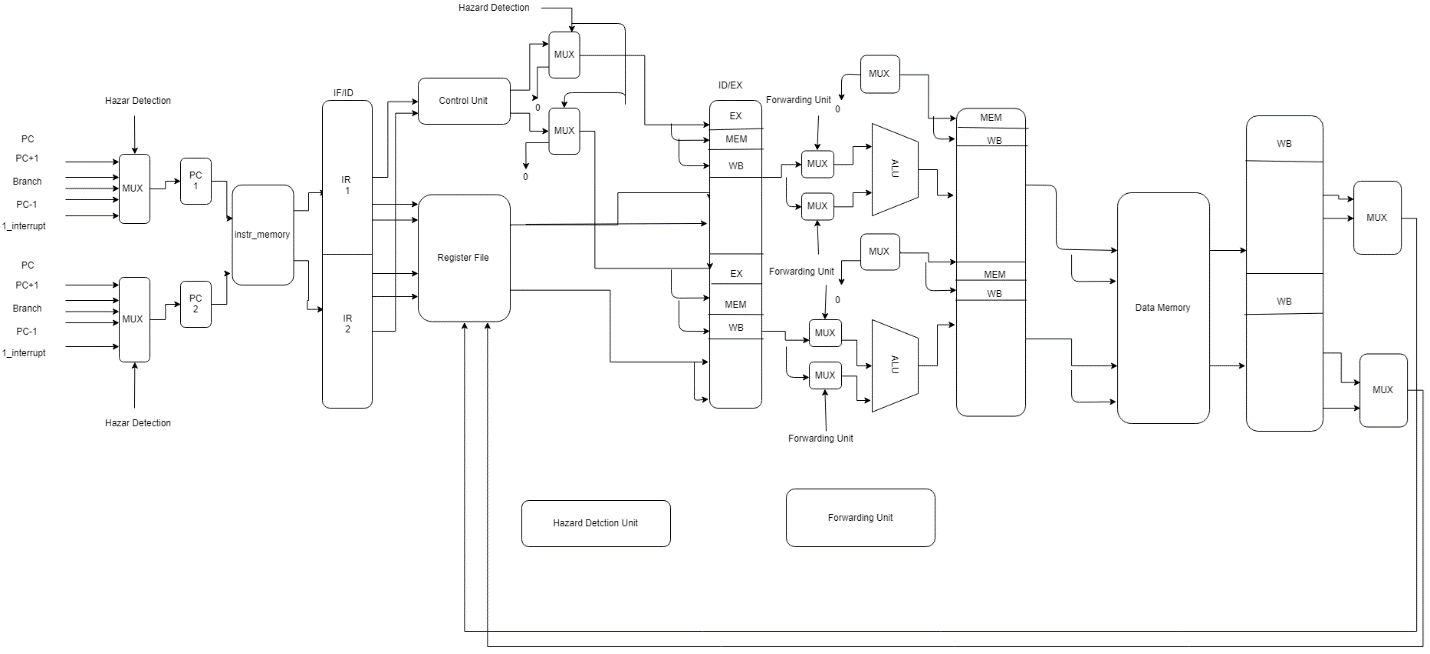 Hazard Detection
MUX
0
MUX
0
Hazar Detection
PC
PC+1
Branch
PC-1
1_interrupt
MUX
PC
1
PC
PC+1
Branch
PC-1
1_interrupt
MUX
PC
2
Hazar Detection
instr_memory
IF/ID
IR
1
IR
2
Control Unit
Register File
ID/EX
EX
MEM
WB
EX
MEM
WB
MUX
0
Forwarding Unit
MUX
MUX
ALU
Forwarding Unit
MUX
0
MUX
MUX
ALU
Forwarding Unit
MEM
WB
MEM
WB
Data Memory
WB
WB
MUX
MUX
Hazard Detction Unit
Forwarding Unit